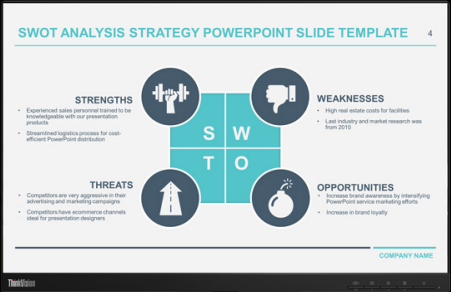 SWOT ANALYSIS STRATEGY POWERPOINT SLIDE TEMPLATE
4
STRENGTHS
• Experienced sales personnel trained to be
knowledgeable with our presentation
products
• Streamlined logistics process for cost-
efficient PowerPoint distribution
WEAKNESSES
• High real estate costs for facilities
• Last industry and market research was
from 2010
S W
T O
THREATS
• Competitors are very aggressive in their
advertising and marketing campaigns
• Competitors have ecommerce channels
ideal for presentation designers
OPPORTUNITIES
• Increase brand awareness by intensifying
PowerPoint service marketing efforts
• Increase in brand loyalty
COMPANY NAME
ThinkVision